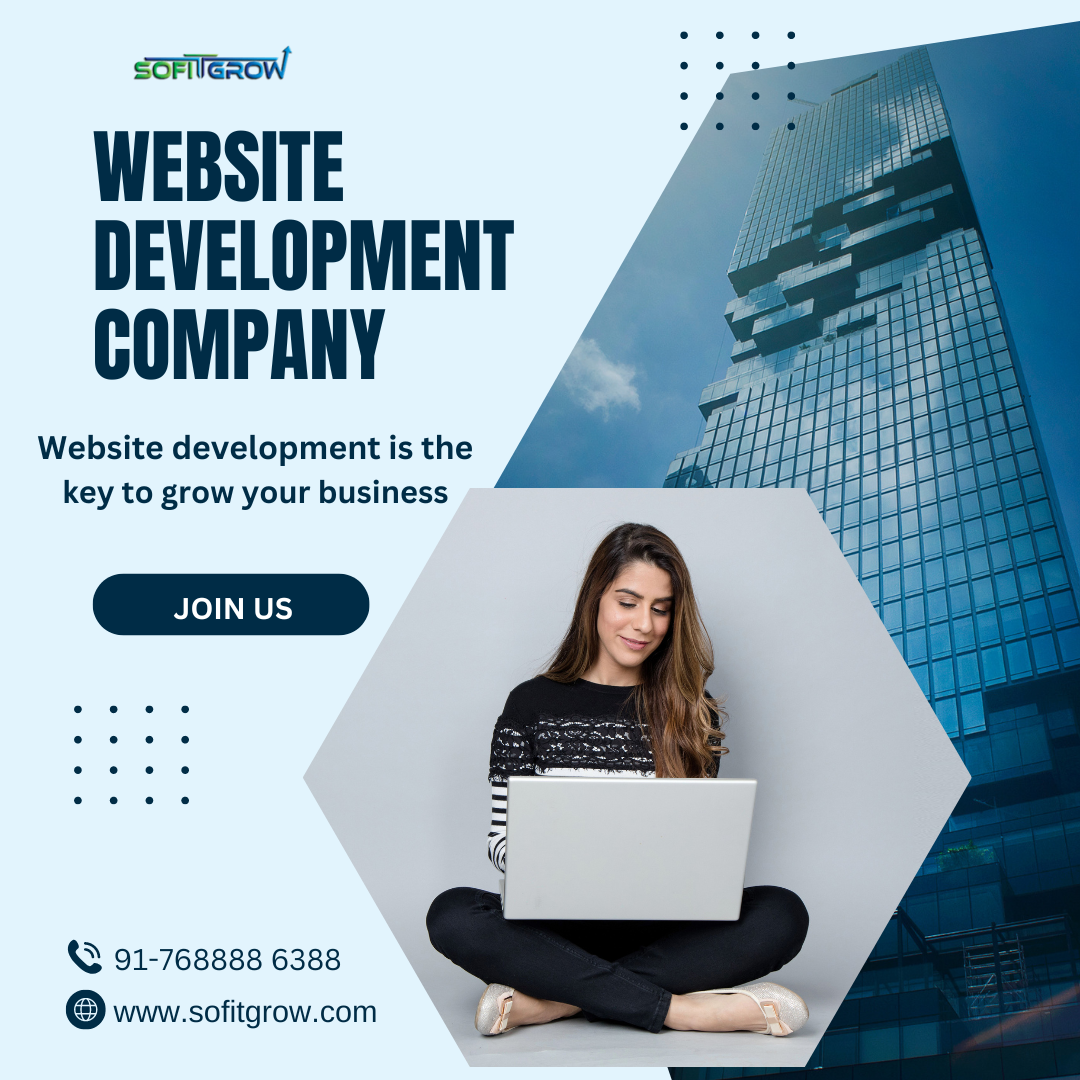 SOFITGROW
WEBSITE
DEVELOPMENT
COMPANY
Website development is the
key to grow your business
JOIN US
91-768888 6388
www.sofitgrow.com